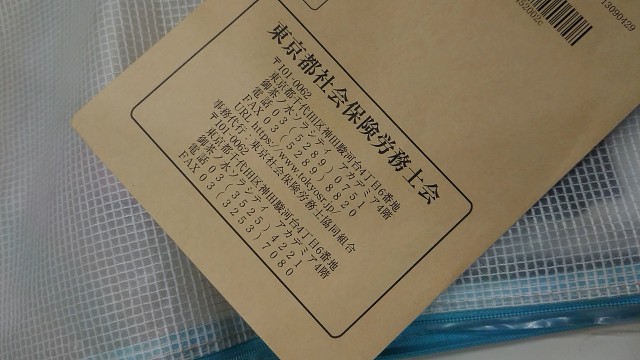 13090429
452002c
東京都社会保険労務士会
〒101-0062
東京都千代田区神田駿河台4丁目6番地
御茶ノ水ソラシティ アカデミア4階
電話 03(5289)0751
FAX 03(5289)8820
URL https://www.tokyosr.jp/
事務代行:東京社会保険労務士協同組合
〒101-0062
東京都千代田区神田駿河台4丁目6番地
御茶ノ水ソラシティ アカデミア4階
電話 03(3525)4221
FAX 03(3253)7080